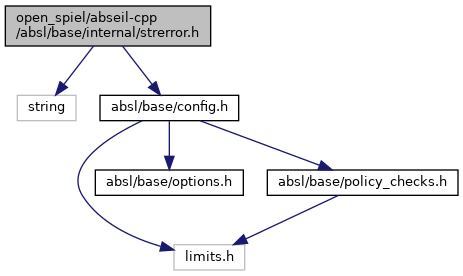 open_spiel/abseil-cpp
/absl/base/internal/strerror.h
string
absl/base/config.h
absl/base/options.h
absl/base/policy_checks.h
limits.h